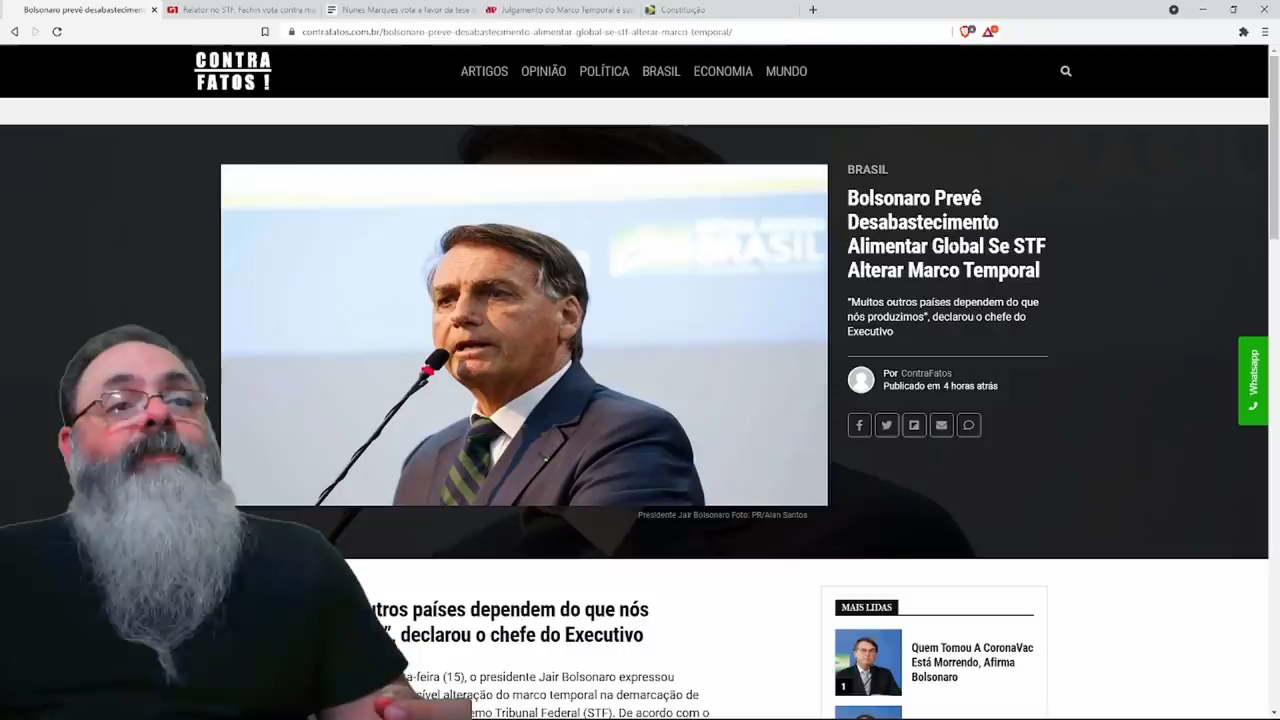 Bolsonaro prevê desabastecimen
Relator no STF, Fachin vota contra ma
Nunes Marques vota a favor da tese
Julgamento do Marco Temporal é su
Constituição
contrafatos.com.br/bolsonaro-preve-desabastecimento-alimentar-global-se-stf-alterar-marco-temporal/
CONTRA
FATOS !
ARTIGOS OPINIÃO POLÍTICA BRASIL ECONOMIA MUNDO
BRASIL
BRASIL
Bolsonaro Prevê
Desabastecimento
Alimentar Global Se STF
Alterar Marco Temporal
"Muitos outros países dependem do que
nós produzimos", declarou o chefe do
Executivo
Por ContraFatos
Publicado em 4 horas atrás
Whatsapp
Presidente Jair Bolsonaro Foto: PR/Alan Santos
utros países dependem do que nós
", declarou o chefe do Executivo
a-feira (15), o presidente Jair Bolsonaro expressou
sível alteração do marco temporal na demarcação de
emo Tribunal Federal (STF). De acordo com o
MAIS LIDAS
1
Quem Tomou A CoronaVac
Está Morrendo, Afirma
Bolsonaro